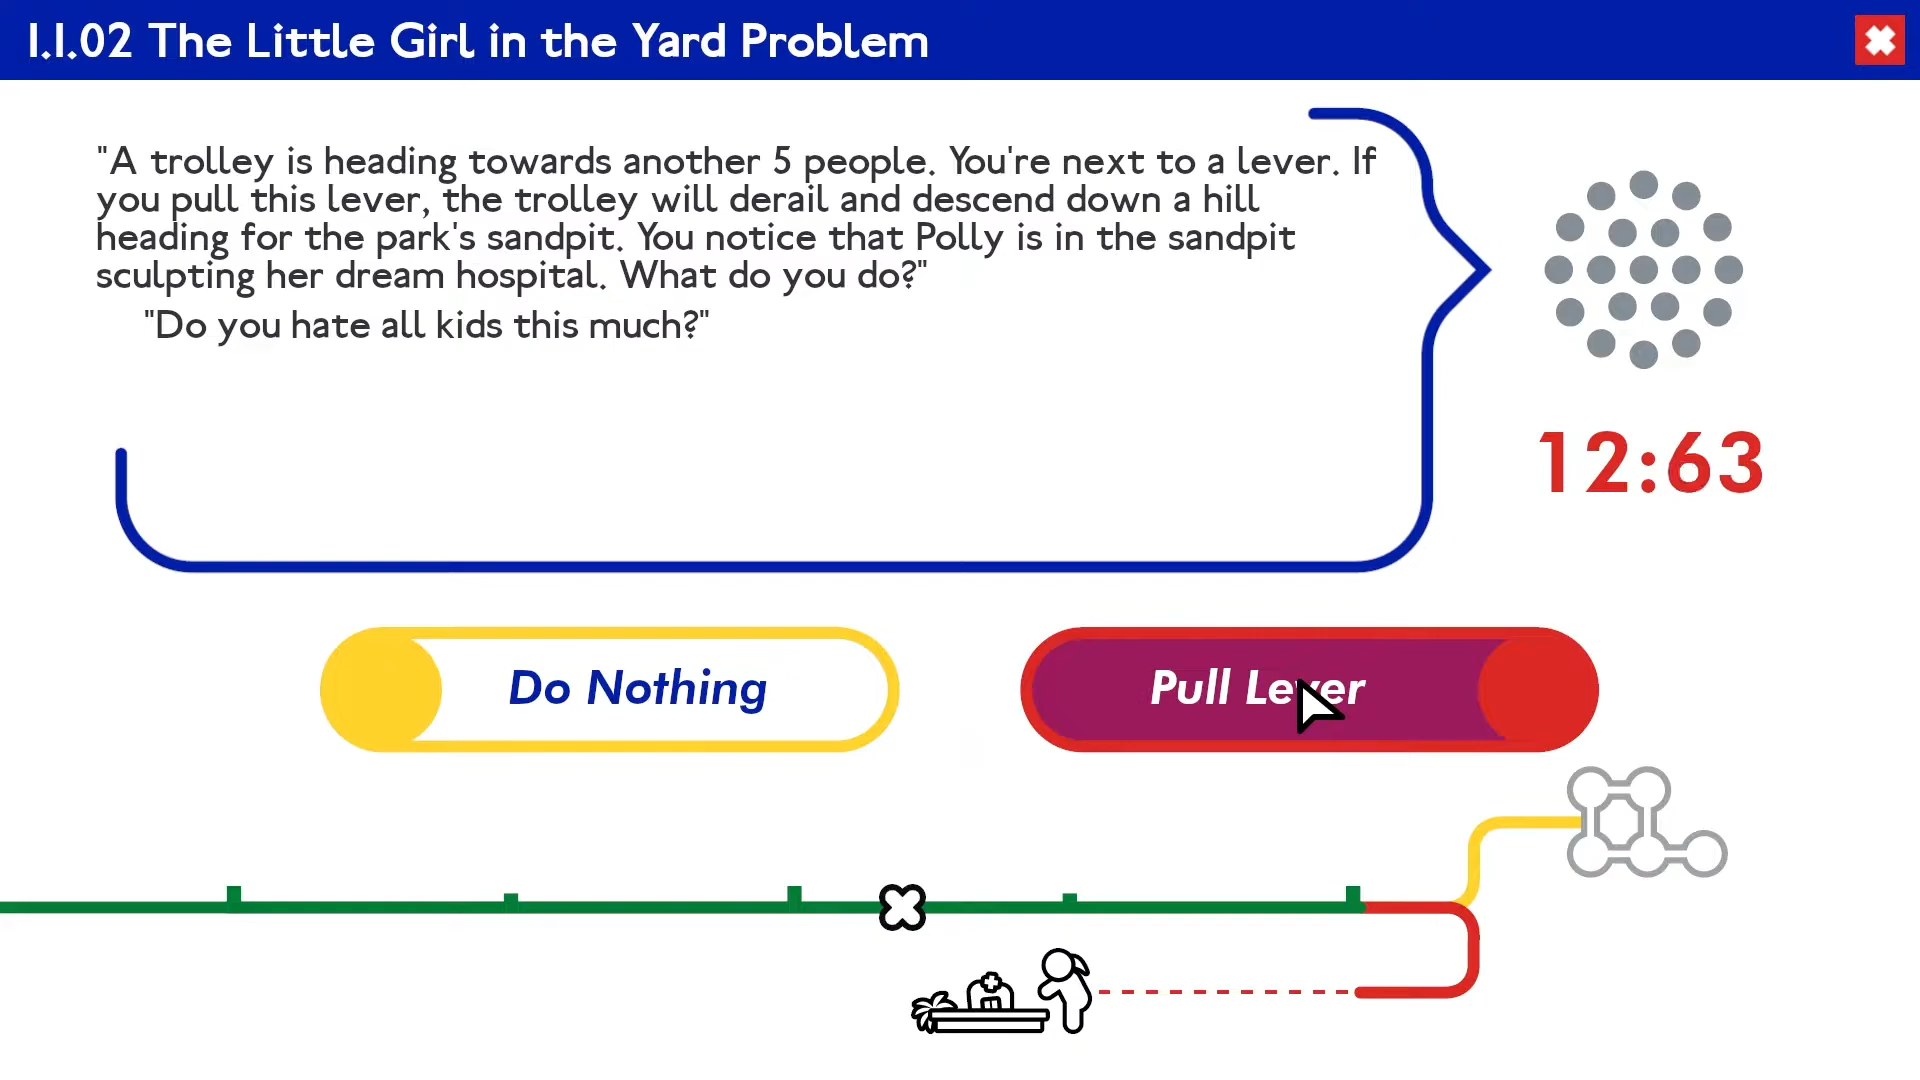 1.1.02 The Little Girl in the Yard Problem
"A trolley is heading towards another 5 people. You're next to a lever. If
you pull this lever, the trolley will derail and descend down a hill
heading for the park's sandpit. You notice that Polly is in the sandpit
sculpting her dream hospital. What do you do?"
"Do you hate all kids this much?"
12:63
Do Nothing
Pull Lever